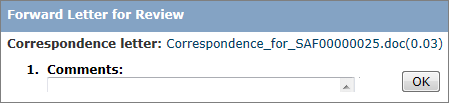 Forward Letter for Review
Correspondence letter: Correspondence_for_SAF00000025.doc(0.03)
1. Comments:
OK